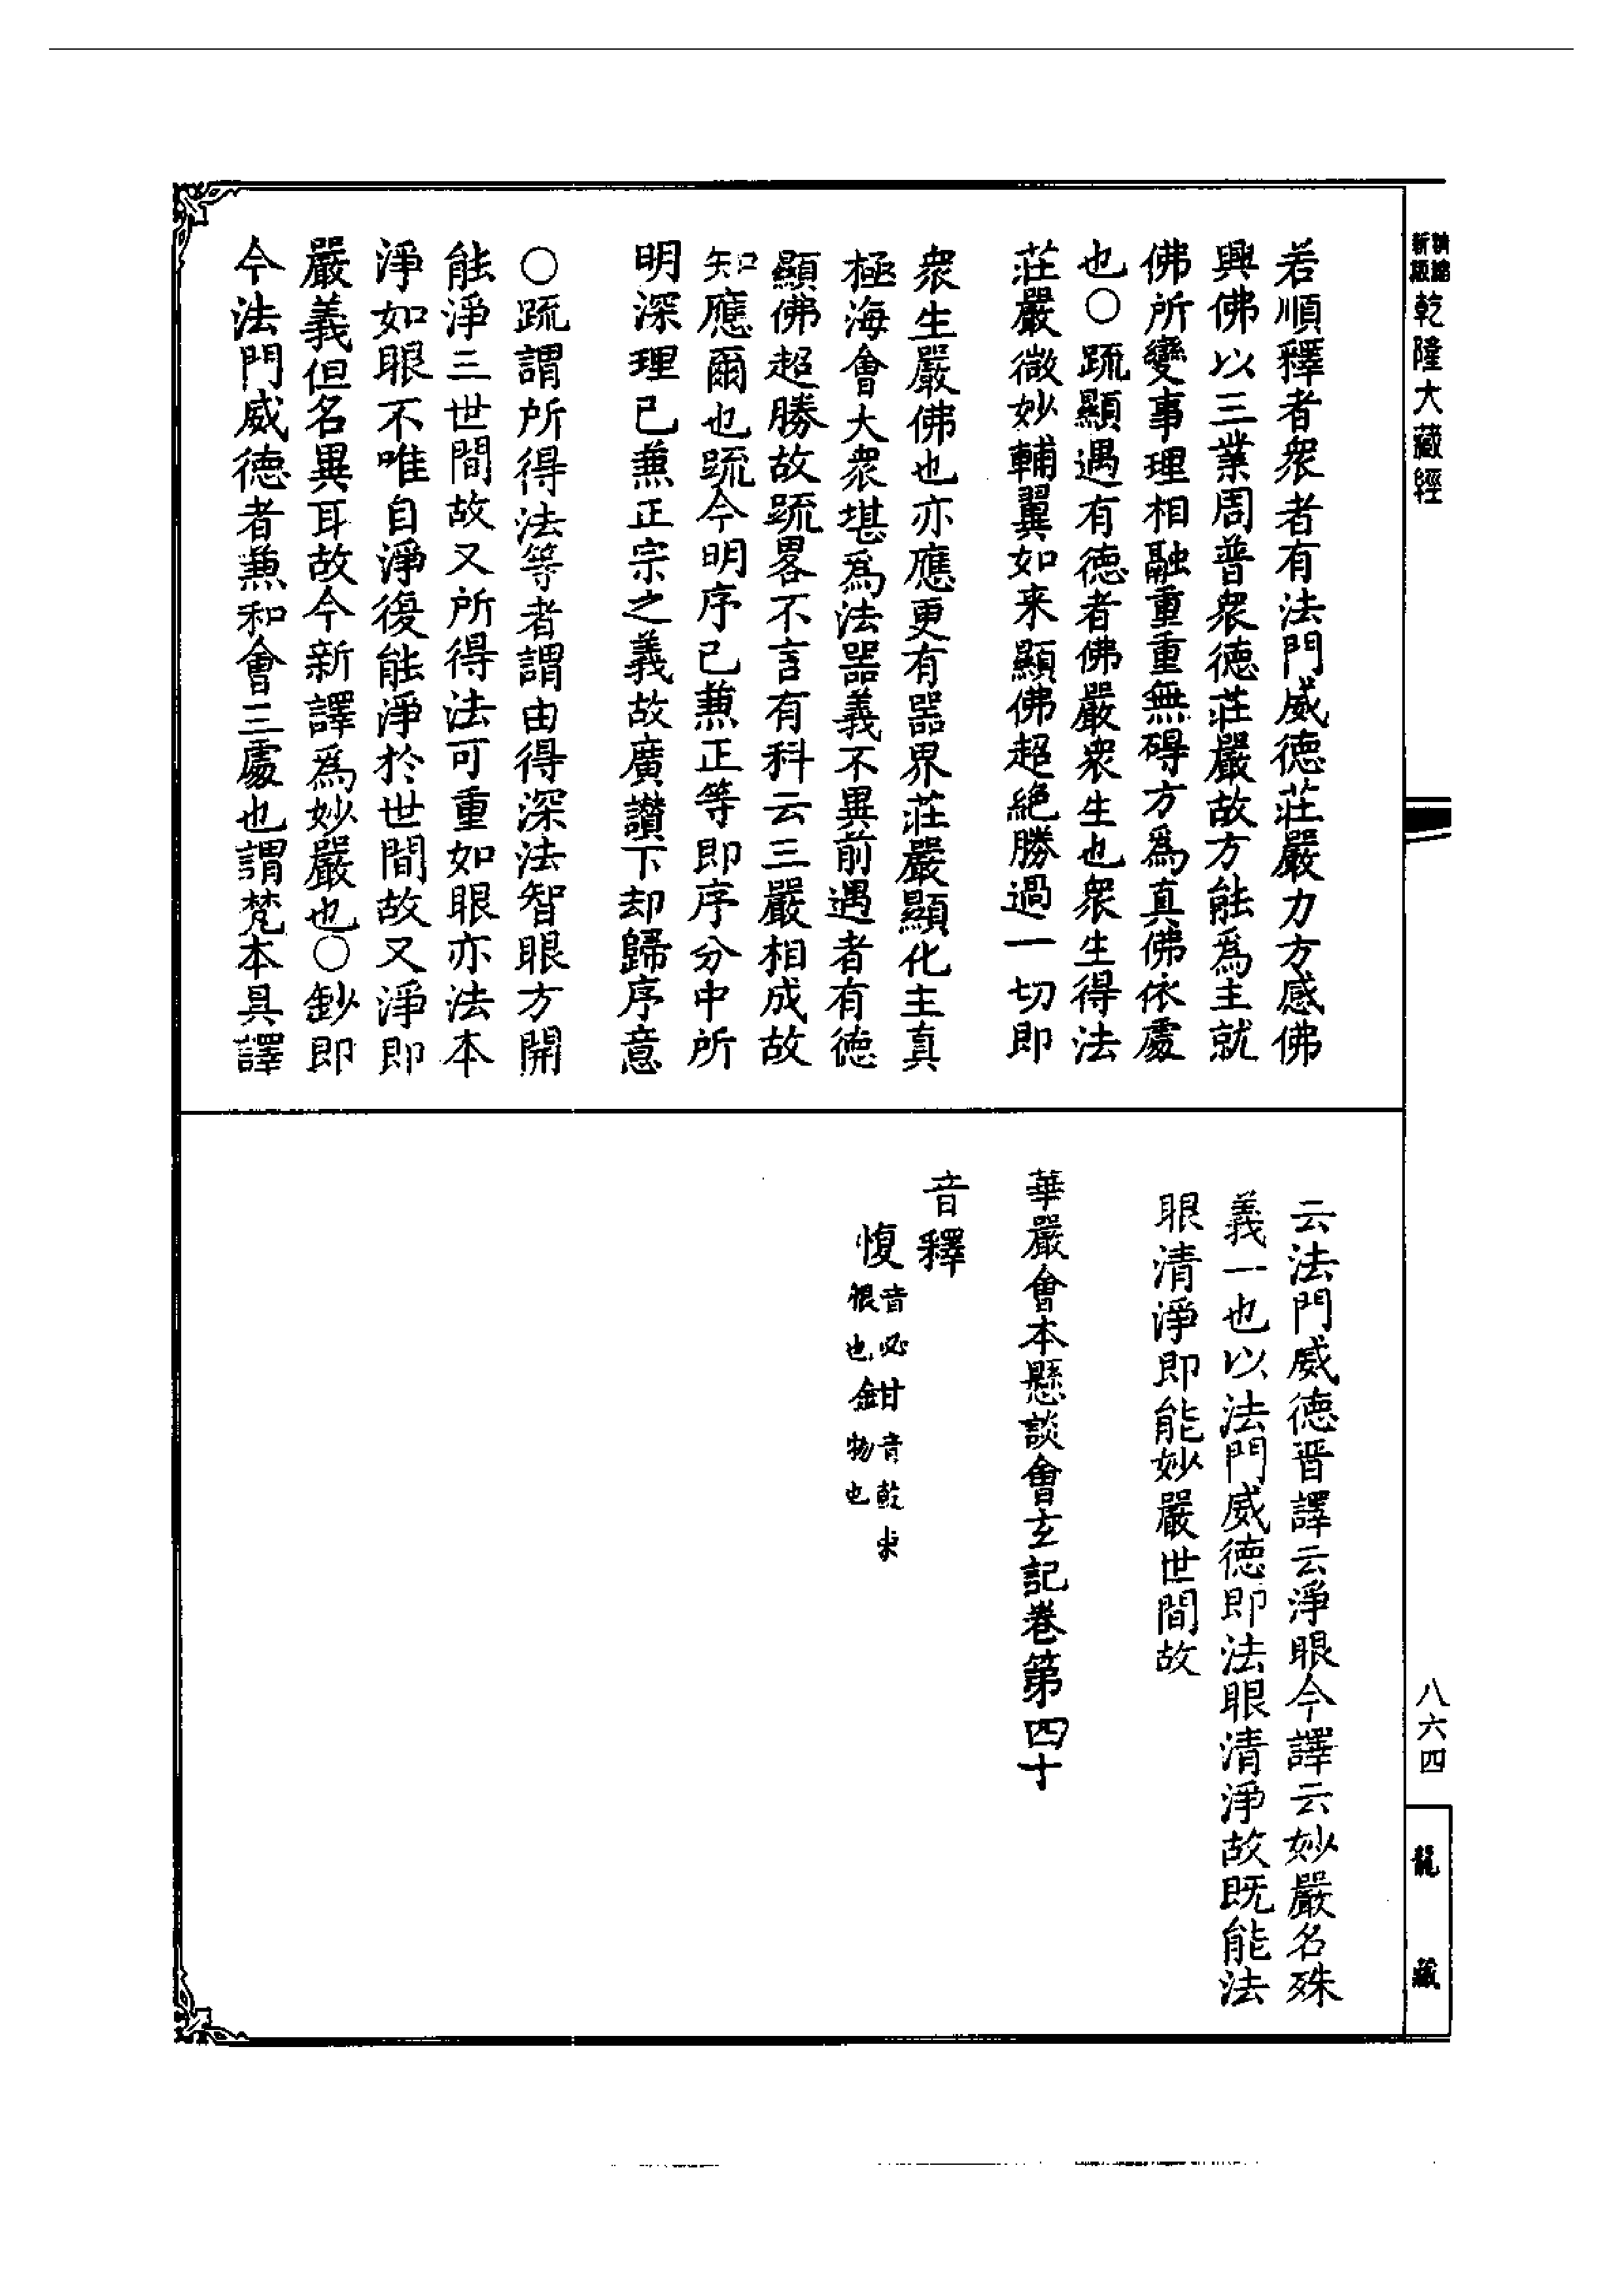 新編縮版乾隆大藏經
若順釋者衆者有法門威德莊嚴力方感佛
興佛以三業周普衆德莊嚴故方能爲主就
佛所變事理相融重重無礙方爲真佛依處
也○疏顯遇有德者佛嚴衆生也衆生得法
莊嚴微妙輔翼如来顯佛超絶勝過一切即
衆生嚴佛也亦應更有器界莊嚴顯化主真
極海會大衆堪爲法器義不異前遇者有德
顯佛超勝故疏畧不言有科云三嚴相成故
知應爾也疏今明序已兼正等即序分中所
明深理已兼正宗之義故廣讃下却歸序意
○疏謂所得法等者謂由得深法智眼方開
能淨三世間故又所得法可重如眼亦法本
淨如眼不唯自淨復能淨於世間故又淨即
嚴義但名異耳故今新譯爲妙嚴也○鈔即
今法門威德者兼和會三處也謂梵本具譯
云法門威德晋譯云淨眼今譯云妙嚴名殊
義一也以法門威德即法眼清淨故既能法
眼清淨即能妙嚴世間故
華嚴會本懸談會玄記卷第四十
音釋
愎音必很也鉗音乾束物也
八六四
龍藏